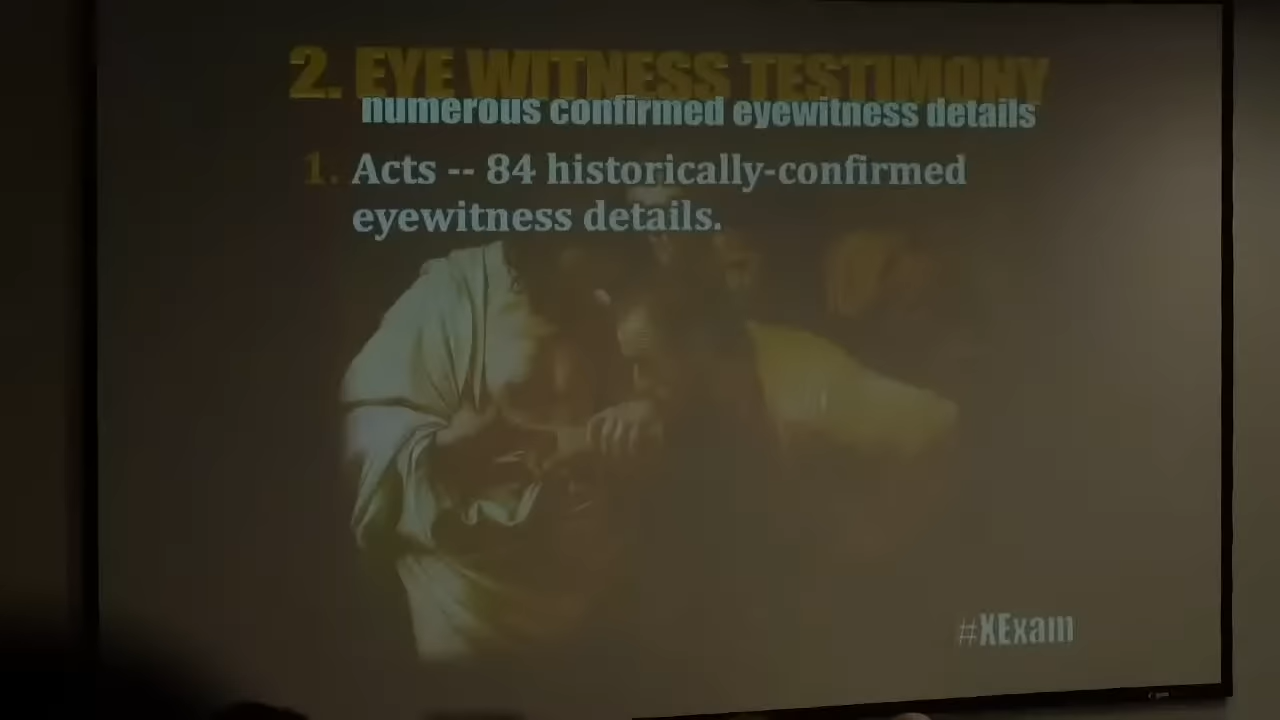 2. EYE WITNESS TESTIMONY
numerous confirmed eyewitness details
1. Acts -- 84 historically-confirmed
eyewitness details.
#XExam